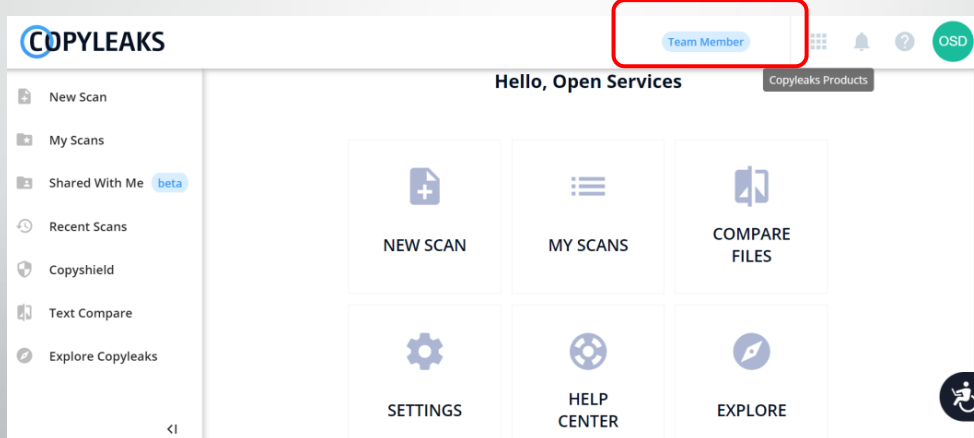 COPYLEAKS
Team Member
OSD
Hello, Open Services
Copyleaks Products
New Scan
My Scans
Shared With Me beta
Recent Scans
Copyshield
Text Compare
Explore Copyleaks
NEW SCAN
MY SCANS
COMPARE
FILES
SETTINGS
HELP
CENTER
EXPLORE